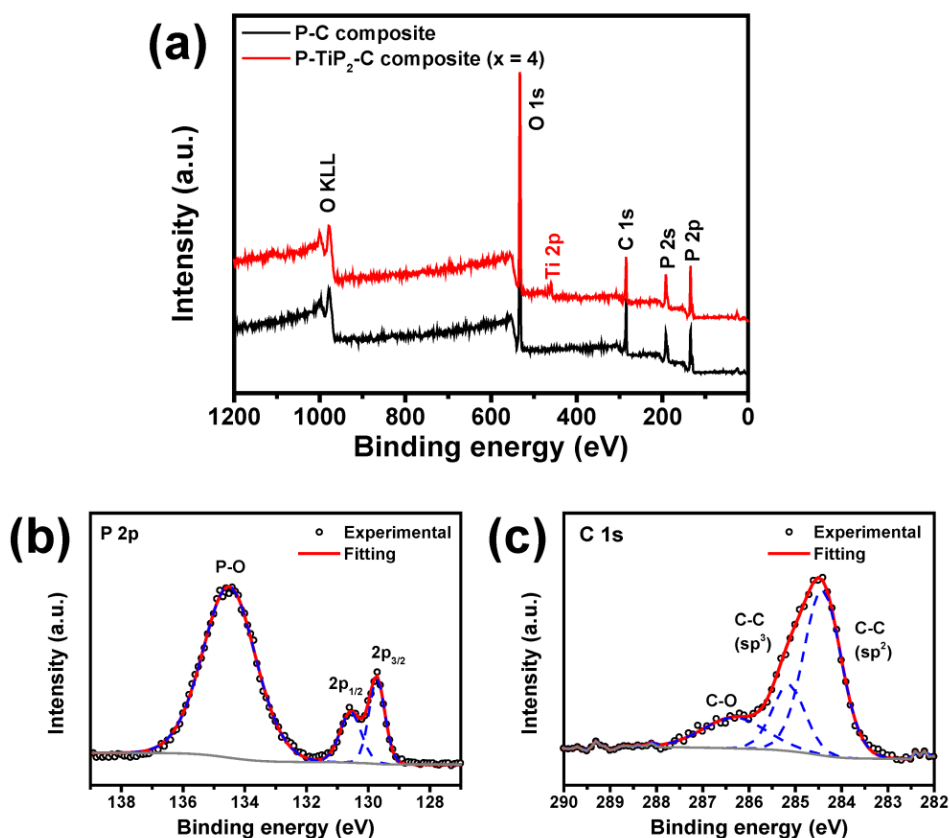 (a)
P-C composite
P-TiP₂-C composite (x = 4)
O KLL
O 1s
Ti 2p
C 1s
P 2s
P 2p
Intensity (a.u.)
1200 1000 800 600 400 200 0
Binding energy (eV)
(b)
P 2p
Experimental
Fitting
P-O
2p₁/₂
2p₃/₂
Intensity (a.u.)
138 136 134 132 130 128
Binding energy (eV)
(c)
C 1s
Experimental
Fitting
C-C
(sp³)
C-C
(sp²)
C-O
Intensity (a.u.)
290 289 288 287 286 285 284 283 282
Binding energy (eV)